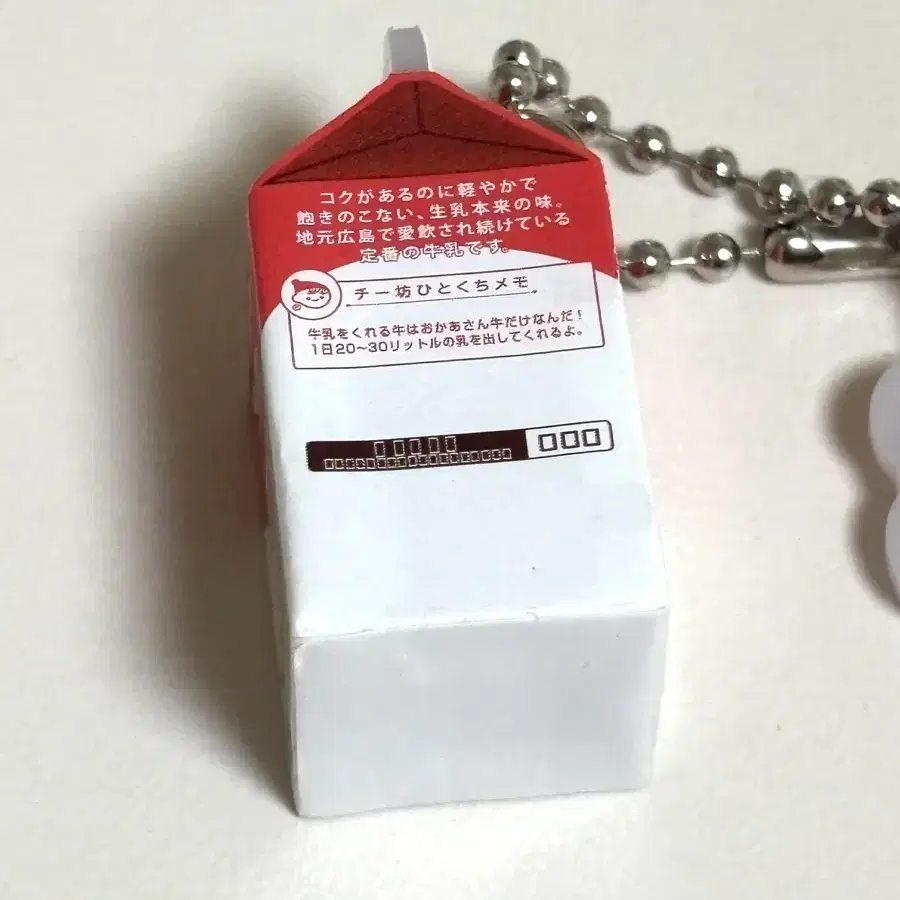 コクがあるのに軽やかで
飽きのこない、生乳本来の味。
地元広島で愛飲され続けている
定番の牛乳です。
チー坊ひとくちメモ
牛乳をくれる牛はおかあさん牛だけなんだ！
1日20〜30リットルの乳を出してくれるよ。